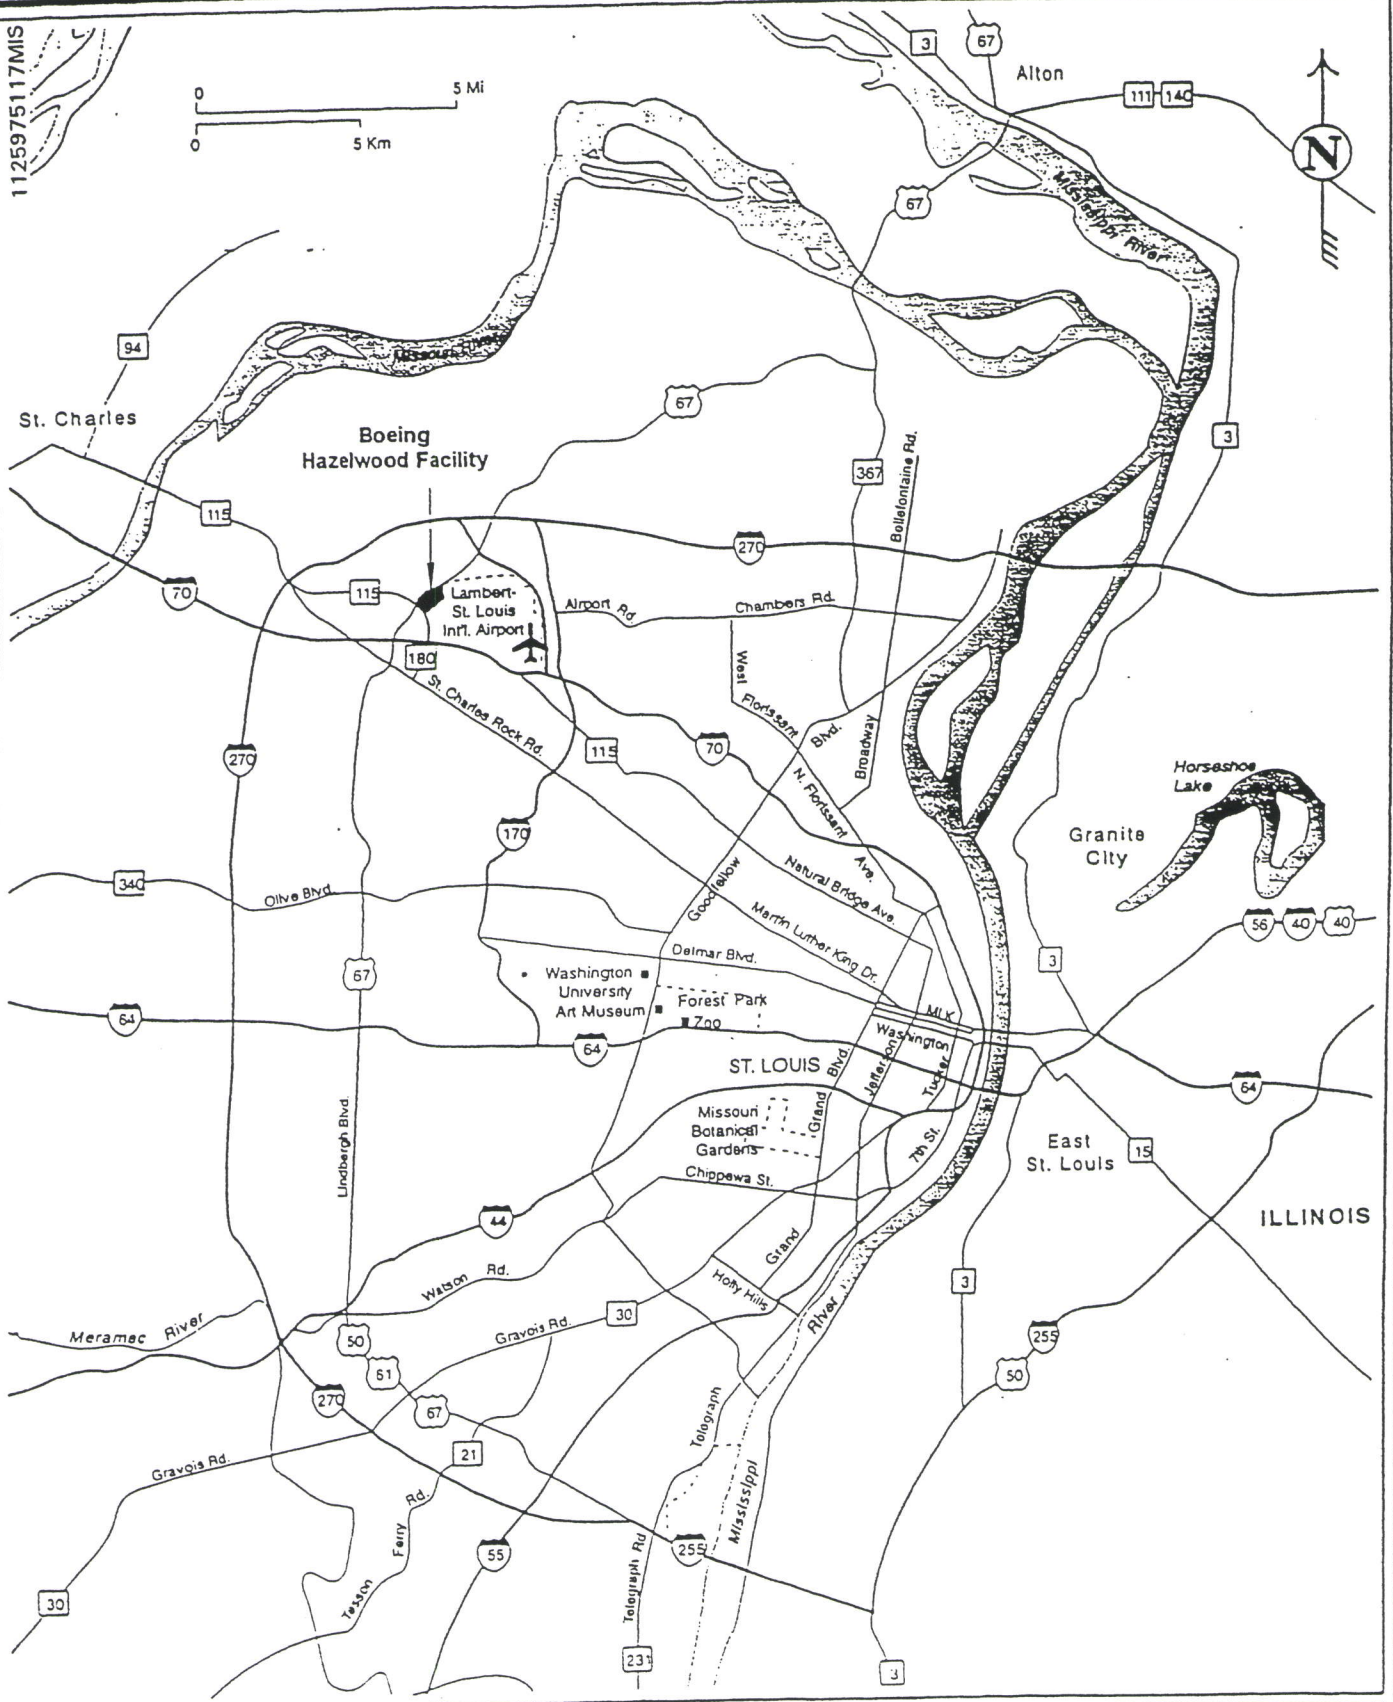 1125975117MIS
0
5 Mi
0
5 Km
3
67
Alton
111
140
N
Mississippi River
67
94
Missouri River
St. Charles
67
3
Boeing
Hazelwood Facility
367
Bellefontaine Rd.
115
270
70
115
Lambert-
St. Louis
Int'l. Airport
Airport Rd
Chambers Rd.
180
West
Florissant
St. Charles Rock Rd.
Blvd.
Broadway
115
70
270
N. Florissant
Ave.
Horseshoe
Lake
170
Granite
City
340
Olive Blvd.
Goodfellow
Natural Bridge Ave.
Martin Luther King Dr.
56
40
40
Delmar Blvd.
3
67
Washington
University
Art Museum
Forest Park
Zoo
64
MLK
Washington
64
ST. LOUIS
Blvd.
Jefferson
Tucker
64
Missouri
Botanical
Gardens
Grand
7th St.
East
St. Louis
15
Lindbergh Blvd.
Chippewa St.
44
ILLINOIS
Grand
Watson Rd.
Holly Hills
3
Meramec River
30
River
Gravois Rd.
50
61
67
255
50
270
Telegraph
21
Gravois Rd.
Rd.
Mississippi
Ferry
55
255
Telegraph Rd
Tesson
30
231
3